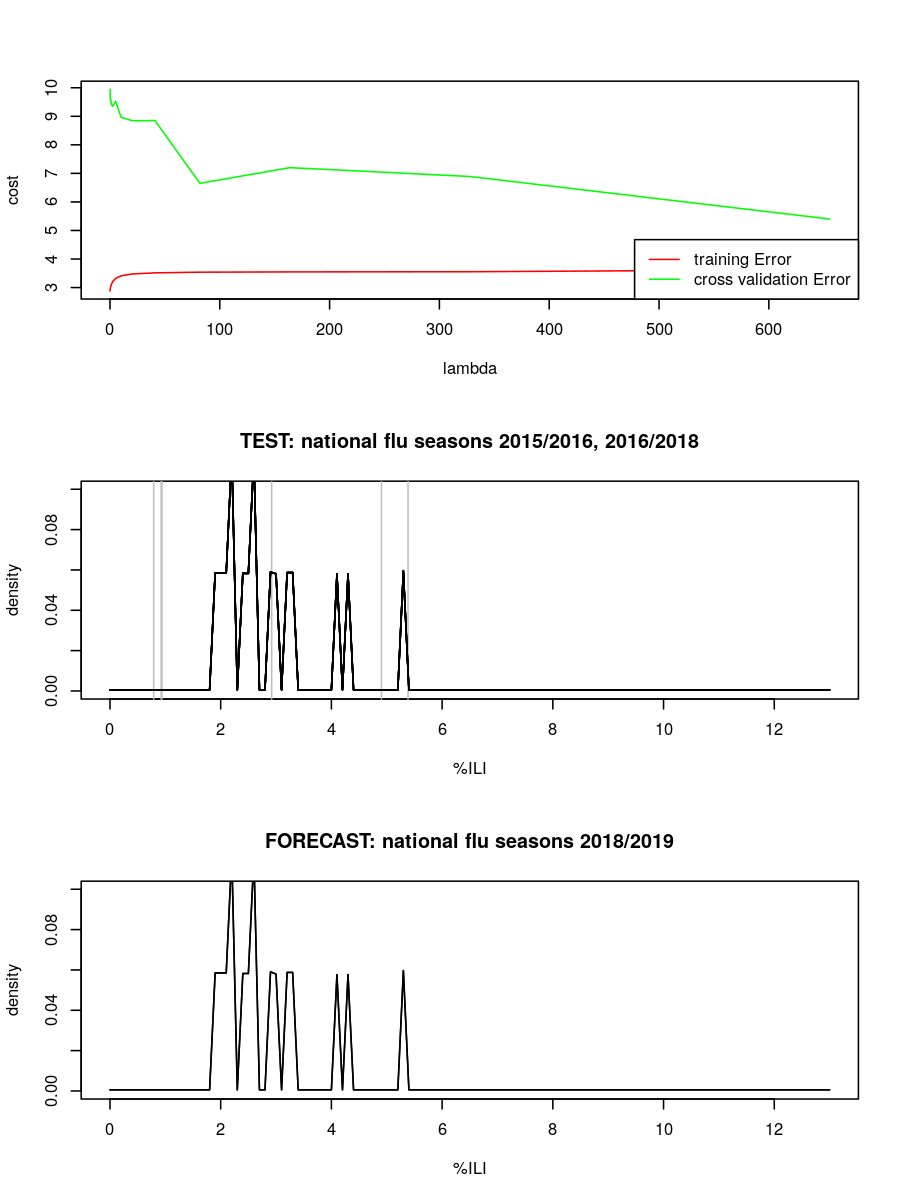 10
9
8
7
6
5
4
3
cost
training Error
cross validation Error
0 100 200 300 400 500 600
lambda
TEST: national flu seasons 2015/2016, 2016/2018
0.08
0.04
0.00
density
0 2 4 6 8 10 12
%ILI
FORECAST: national flu seasons 2018/2019
0.08
0.04
0.00
density
0 2 4 6 8 10 12
%ILI